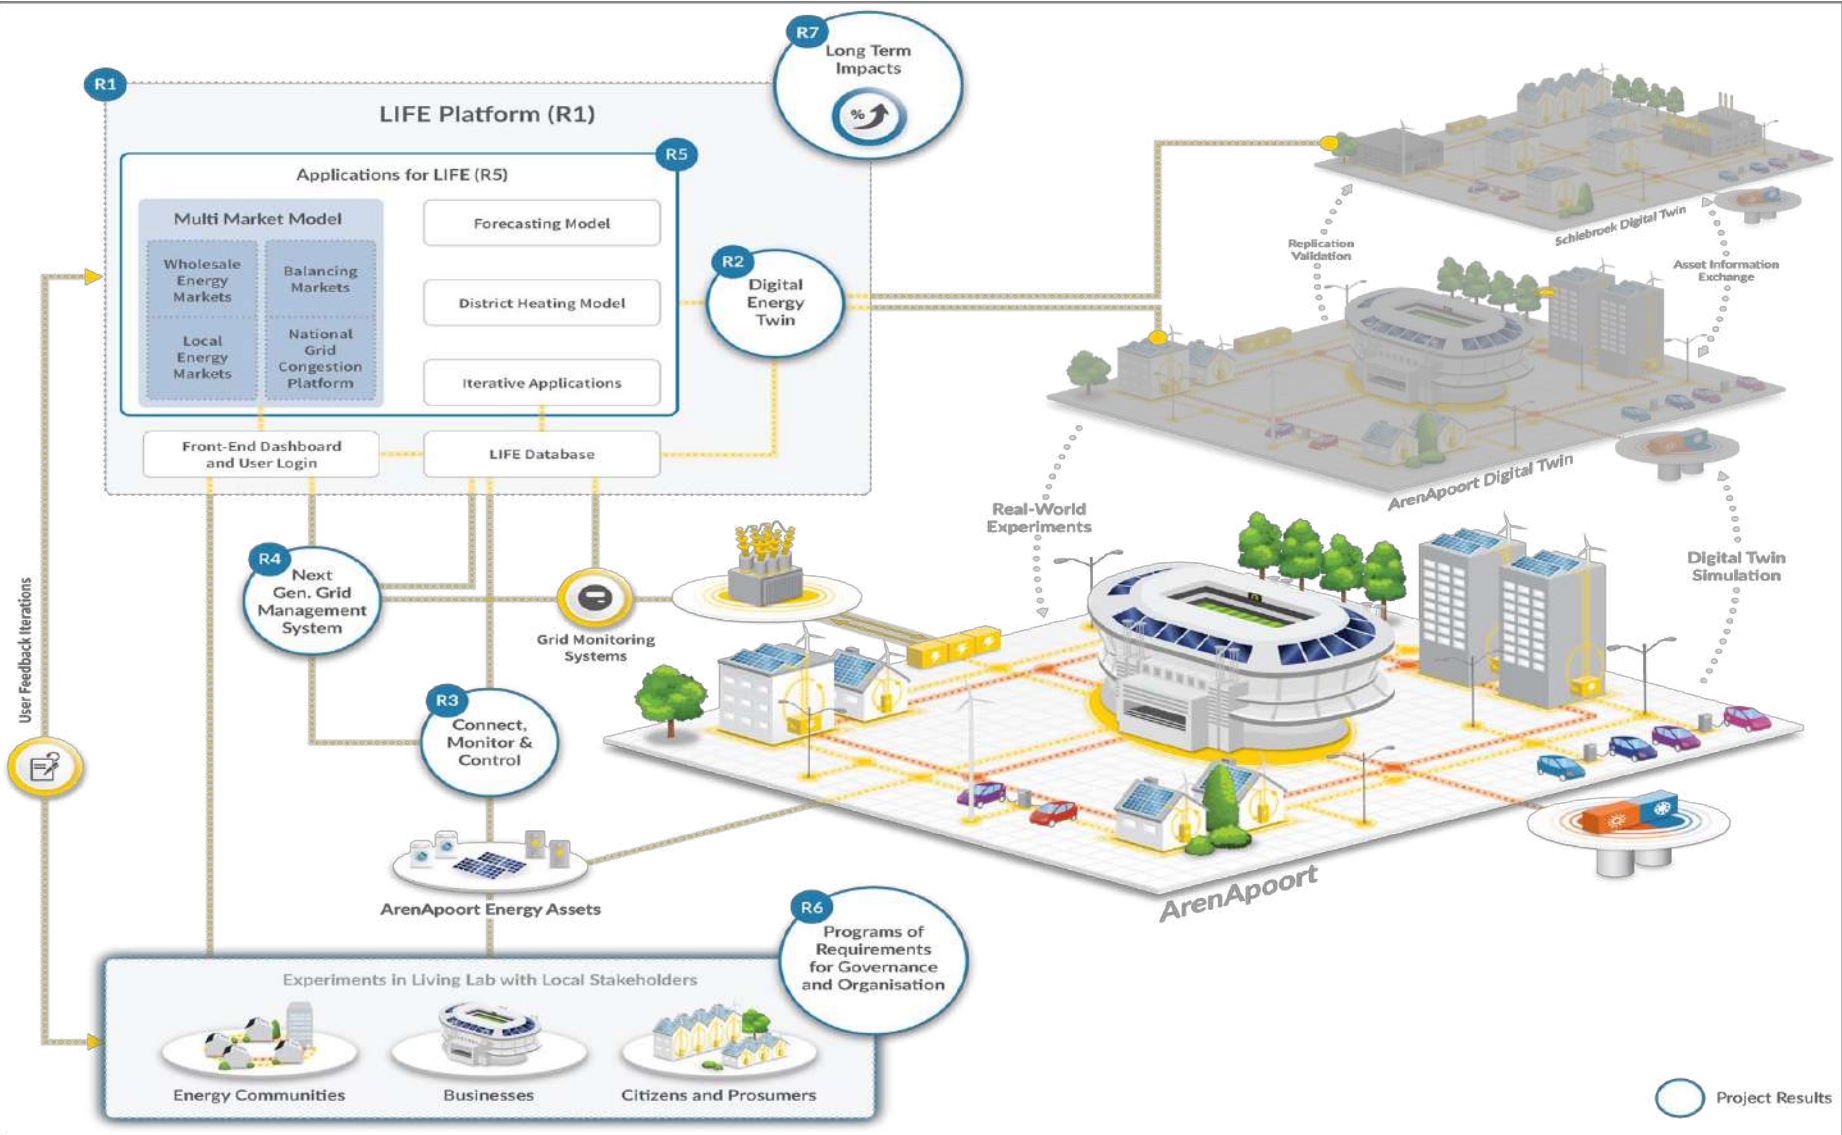 R7
Long Term
Impacts
%
R1
LIFE Platform (R1)
R5
Applications for LIFE (R5)
Multi Market Model
Wholesale
Energy
Markets
Balancing
Markets
Local
Energy
Markets
National
Grid
Congestion
Platform
Forecasting Model
District Heating Model
Iterative Applications
R2
Digital
Energy
Twin
Front-End Dashboard
and User Login
LIFE Database
Schiebroek Digital Twin
Replication
Validation
Asset Information
Exchange
ArenApoort Digital Twin
Real-World
Experiments
Digital Twin
Simulation
R4
Next
Gen. Grid
Management
System
Grid Monitoring
Systems
User Feedback Iterations
R3
Connect,
Monitor &
Control
ArenApoort
ArenApoort Energy Assets
R6
Programs of
Requirements
for Governance
and Organisation
Experiments in Living Lab with Local Stakeholders
Energy Communities
Businesses
Citizens and Prosumers
Project Results